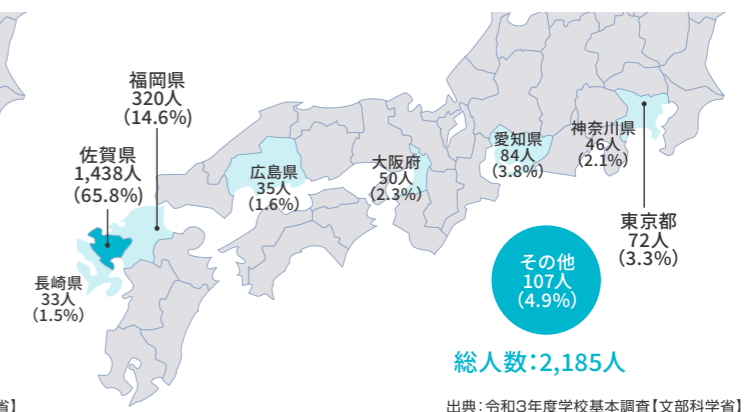 福岡県
320人
(14.6%)
佐賀県
1,438人
(65.8%)
長崎県
33人
(1.5%)
広島県
35人
(1.6%)
大阪府
50人
(2.3%)
愛知県
84人
(3.8%)
神奈川県
46人
(2.1%)
東京都
72人
(3.3%)
その他
107人
(4.9%)
総人数:2,185人
省】
出典:令和3年度学校基本調査【文部科学省】